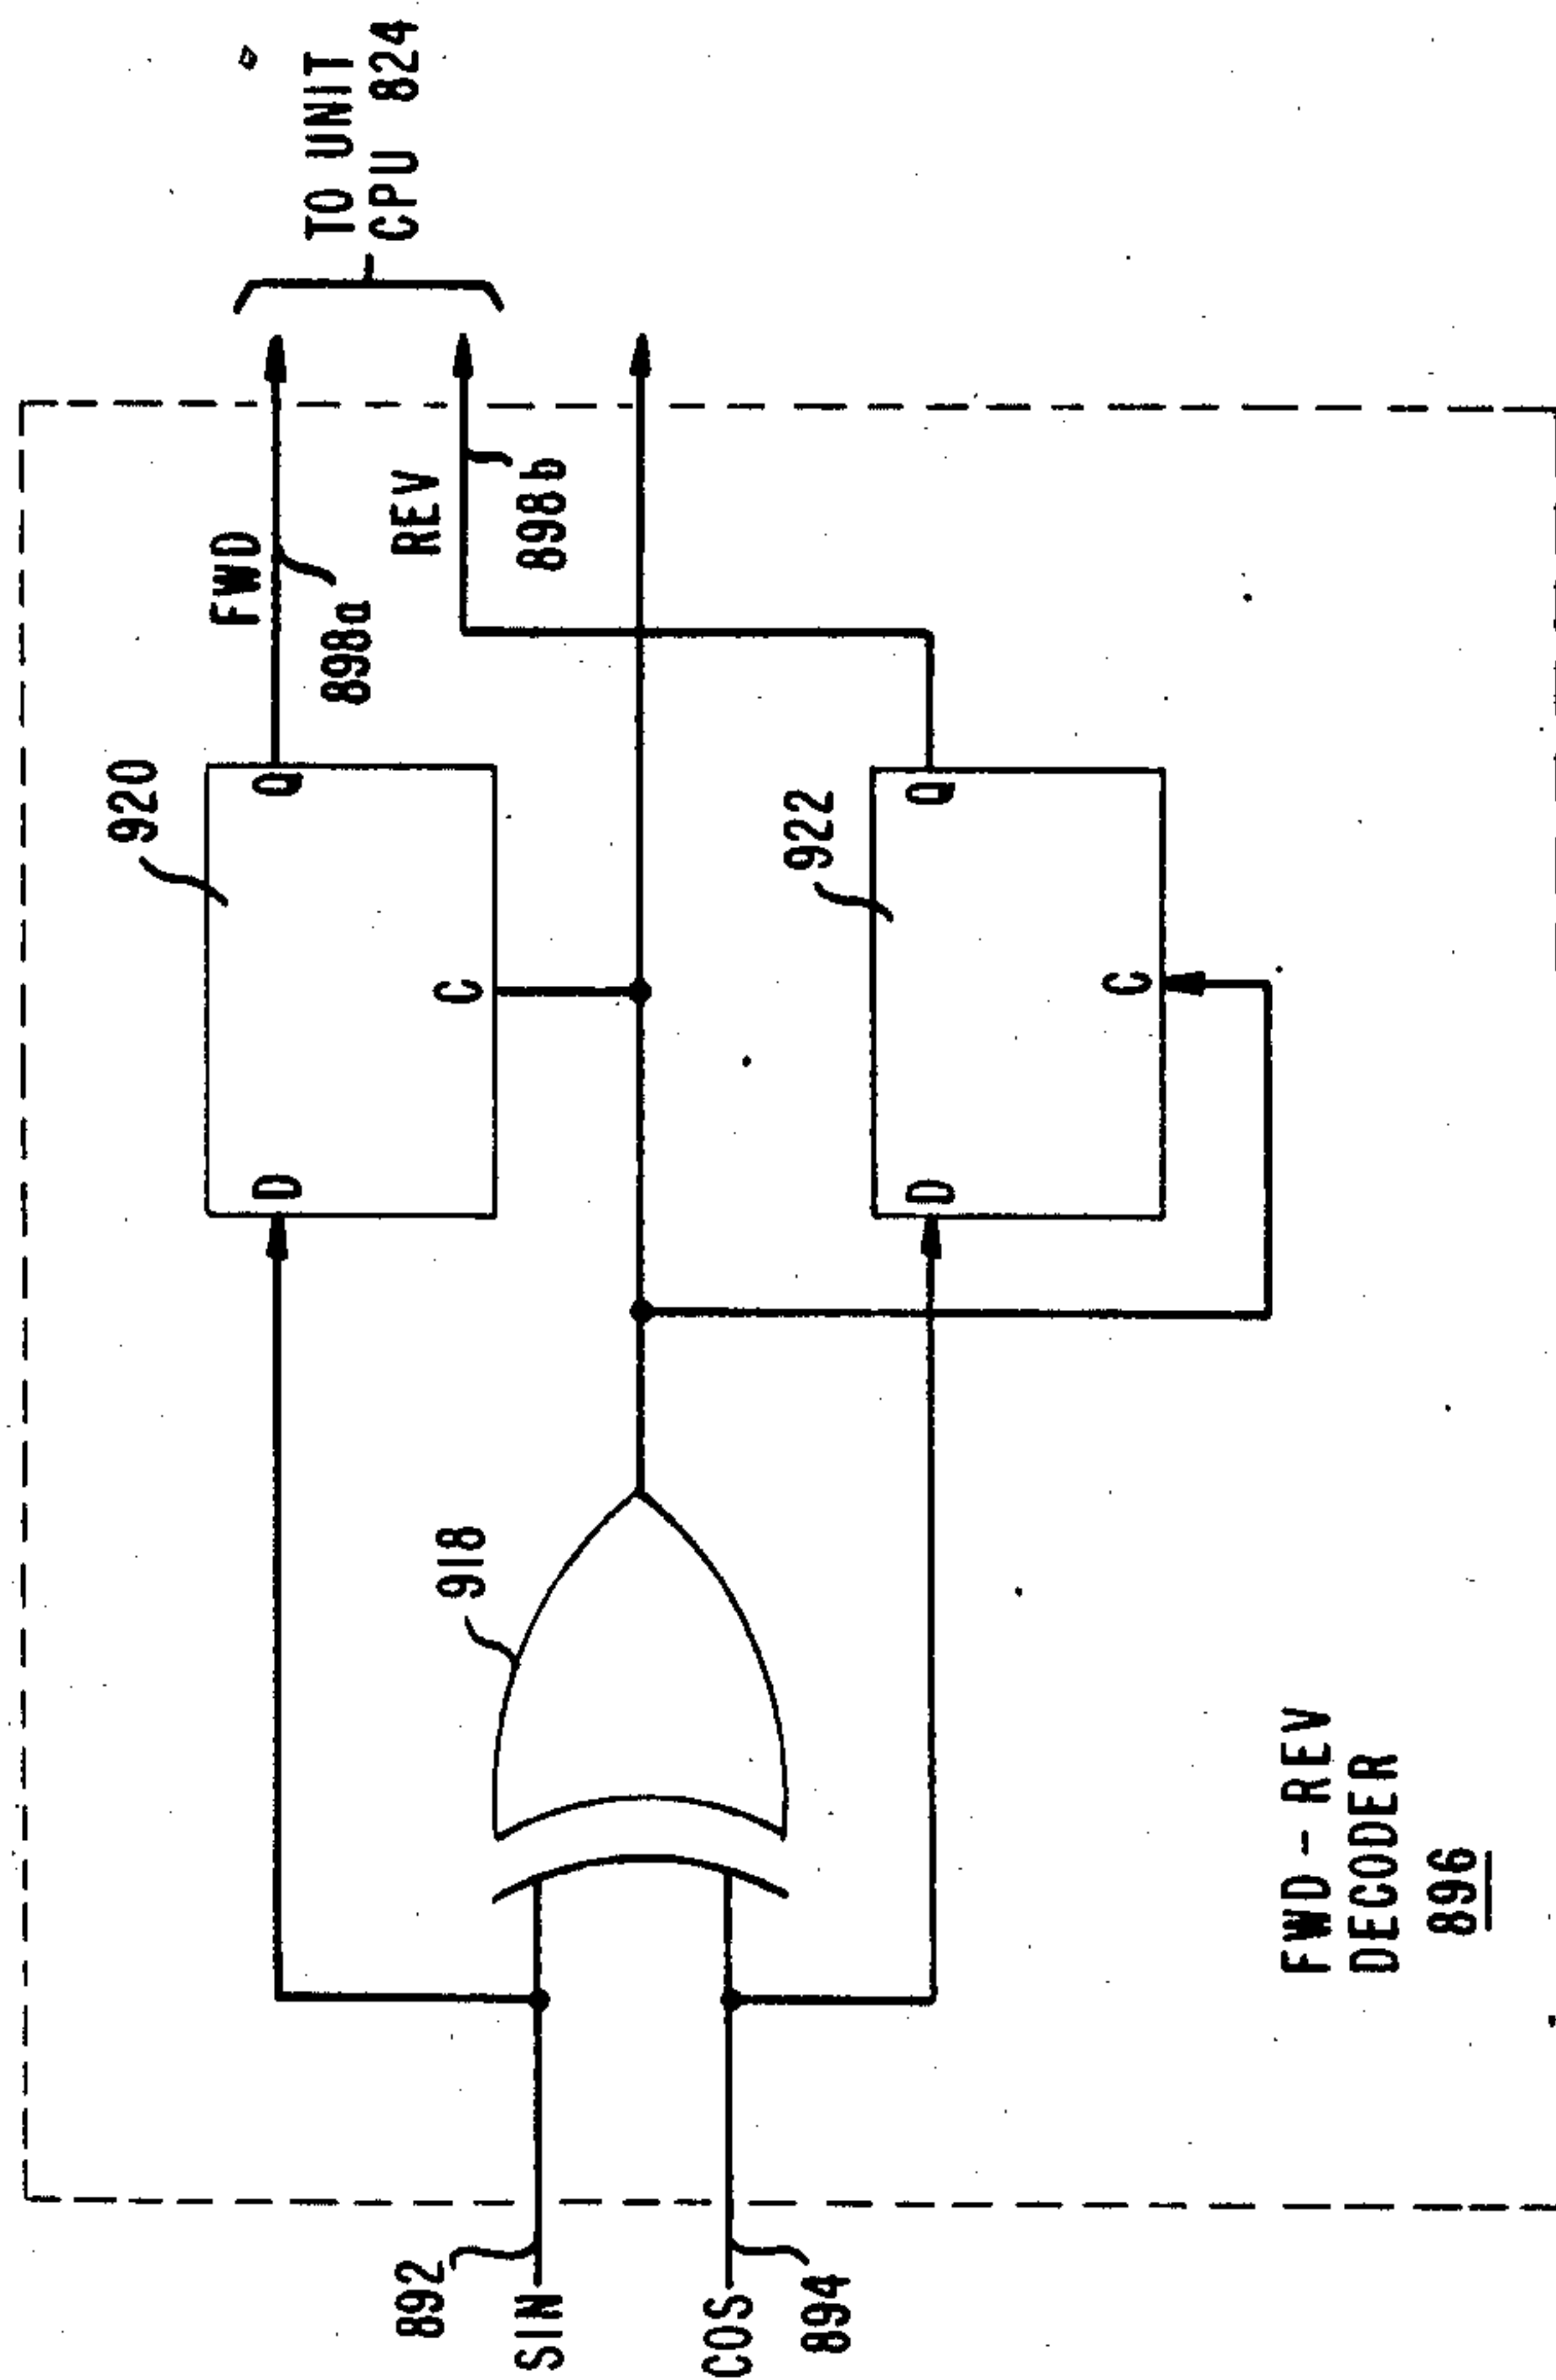 892
SIN
COS
894
918
920
D
C
Q
FWD
898a
REV
898b
TO UNIT
CPU 824
922
D
C
Q
FWD-REV
DECODER
896